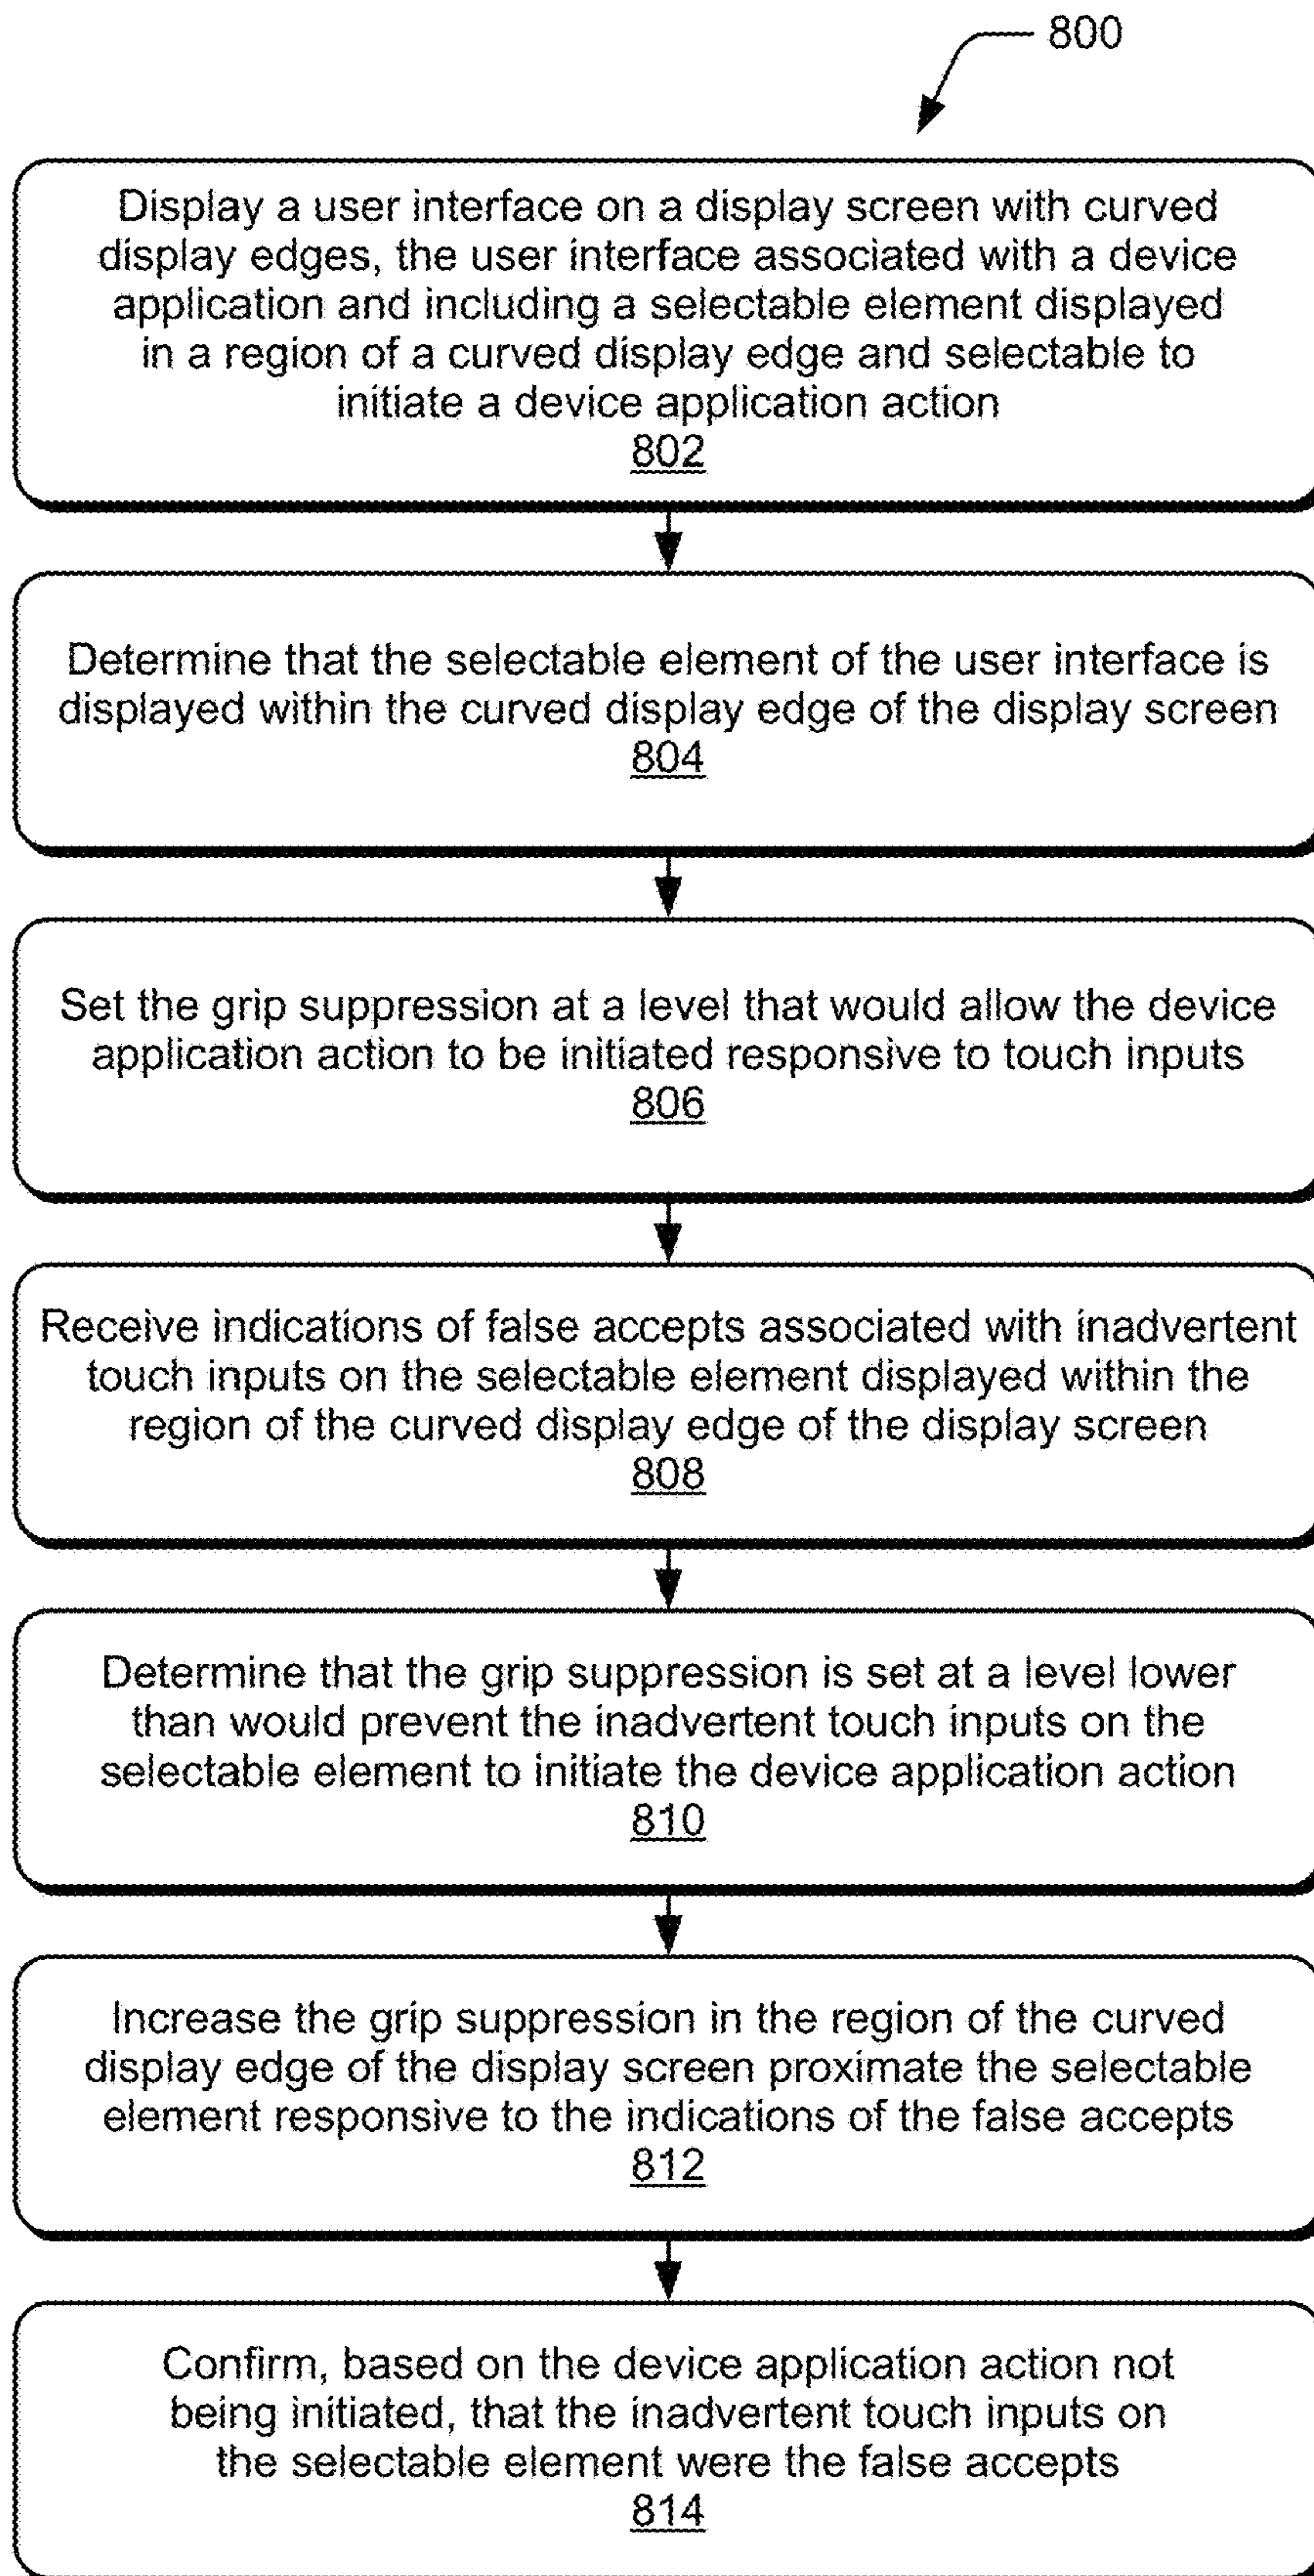 800
Display a user interface on a display screen with curved
display edges, the user interface associated with a device
application and including a selectable element displayed
in a region of a curved display edge and selectable to
initiate a device application action
802
Determine that the selectable element of the user interface is
displayed within the curved display edge of the display screen
804
Set the grip suppression at a level that would allow the device
application action to be initiated responsive to touch inputs
806
Receive indications of false accepts associated with inadvertent
touch inputs on the selectable element displayed within the
region of the curved display edge of the display screen
808
Determine that the grip suppression is set at a level lower
than would prevent the inadvertent touch inputs on the
selectable element to initiate the device application action
810
Increase the grip suppression in the region of the curved
display edge of the display screen proximate the selectable
element responsive to the indications of the false accepts
812
Confirm, based on the device application action not
being initiated, that the inadvertent touch inputs on
the selectable element were the false accepts
814